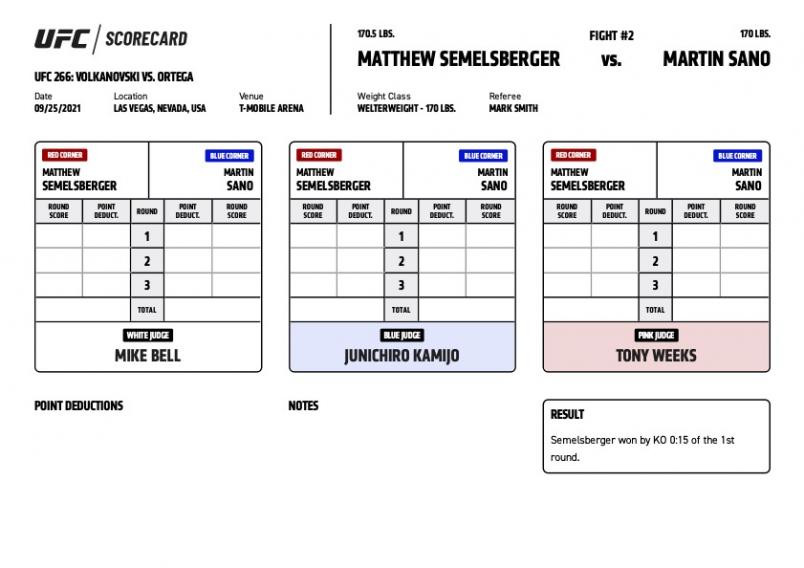 UFC / SCORECARD
UFC 266: VOLKANOVSKI VS. ORTEGA
Date Location Venue
09/25/2021 LAS VEGAS, NEVADA, USA T-MOBILE ARENA
170.5 LBS. FIGHT #2 170 LBS.
MATTHEW SEMELSBERGER vs. MARTIN SANO
Weight Class Referee
WELTERWEIGHT - 170 LBS. MARK SMITH
RED CORNER BLUE CORNER
MATTHEW MARTIN
SEMELSBERGER SANO
ROUND POINT ROUND POINT ROUND
SCORE DEDUCT. DEDUCT. SCORE
1
2
3
TOTAL
WHITE JUDGE
MIKE BELL
RED CORNER BLUE CORNER
MATTHEW MARTIN
SEMELSBERGER SANO
ROUND POINT ROUND POINT ROUND
SCORE DEDUCT. DEDUCT. SCORE
1
2
3
TOTAL
BLUE JUDGE
JUNICHIRO KAMIJO
RED CORNER BLUE CORNER
MATTHEW MARTIN
SEMELSBERGER SANO
ROUND POINT ROUND POINT ROUND
SCORE DEDUCT. DEDUCT. SCORE
1
2
3
TOTAL
PINK JUDGE
TONY WEEKS
POINT DEDUCTIONS
NOTES
RESULT
Semelsberger won by KO 0:15 of the 1st
round.